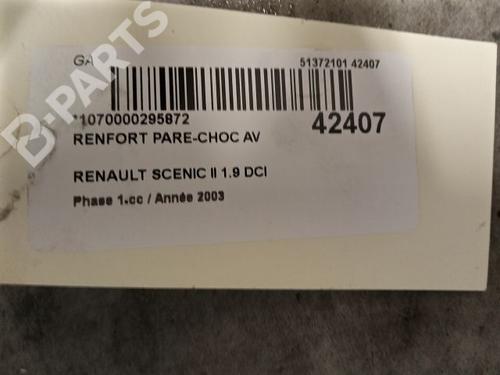 GA 51372101 42407
*1070000295872 42407
RENFORT PARE-CHOC AV
RENAULT SCENIC II 1.9 DCI
Phase 1.cc / Année 2003
B-PARTS